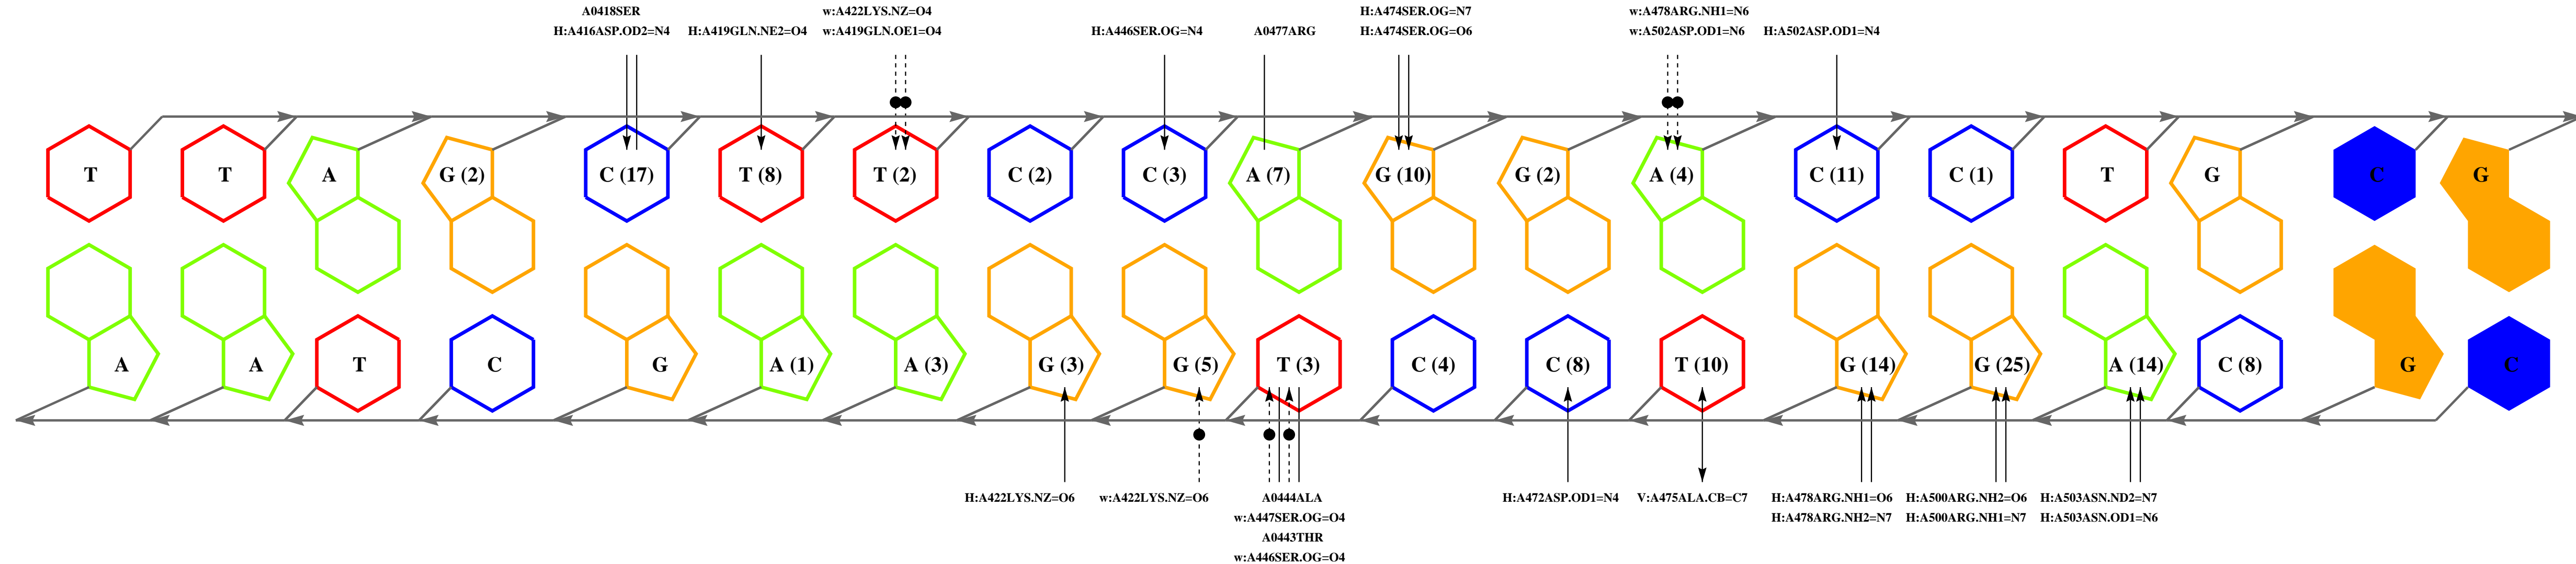 A0418SER
H:A416ASP.OD2=N4
H:A419GLN.NE2=O4
w:A422LYS.NZ=O4
w:A419GLN.OE1=O4
H:A446SER.OG=N4
A0477ARG
H:A474SER.OG=N7
H:A474SER.OG=O6
w:A478ARG.NH1=N6
w:A502ASP.OD1=N6
H:A502ASP.OD1=N4
T T A G (2) C (17) T (8) T (2) C (2) C (3) A (7) G (10) G (2) A (4) C (11) C (1) T G C G
A A T C G A (1) A (3) G (3) G (5) T (3) C (4) C (8) T (10) G (14) G (25) A (14) C (8) G C
H:A422LYS.NZ=O6
w:A422LYS.NZ=O6
A0444ALA
w:A447SER.OG=O4
A0443THR
w:A446SER.OG=O4
H:A472ASP.OD1=N4
V:A475ALA.CB=C7
H:A478ARG.NH1=O6
H:A478ARG.NH2=N7
H:A500ARG.NH2=O6
H:A500ARG.NH1=N7
H:A503ASN.ND2=N7
H:A503ASN.OD1=N6